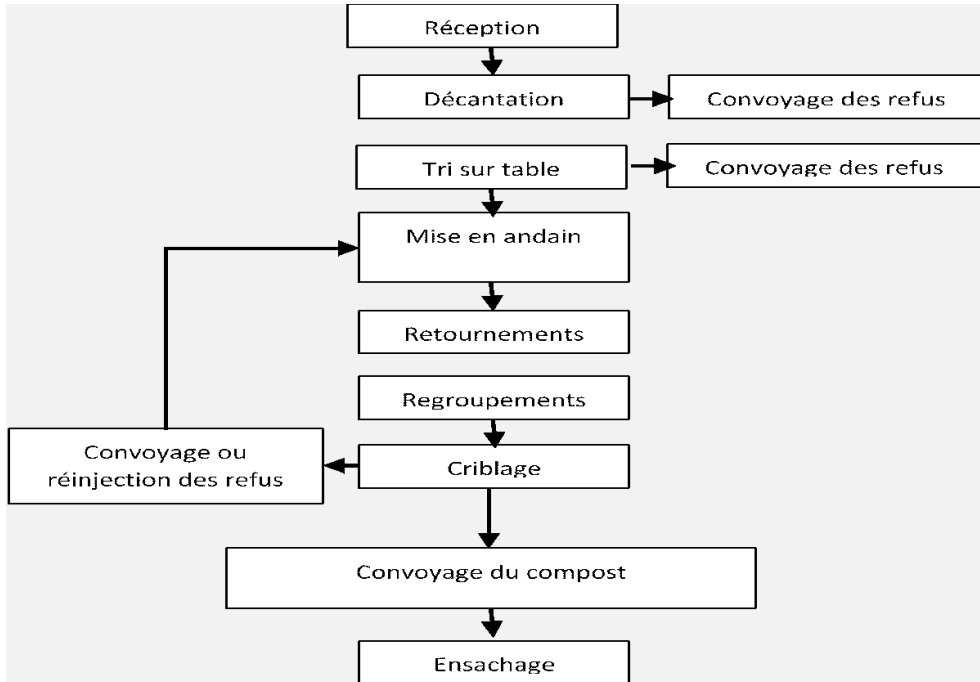 Réception
Décantation
Convoyage des refus
Tri sur table
Convoyage des refus
Mise en andain
Retournements
Regroupements
Convoyage ou
réinjection des refus
Criblage
Convoyage du compost
Ensachage